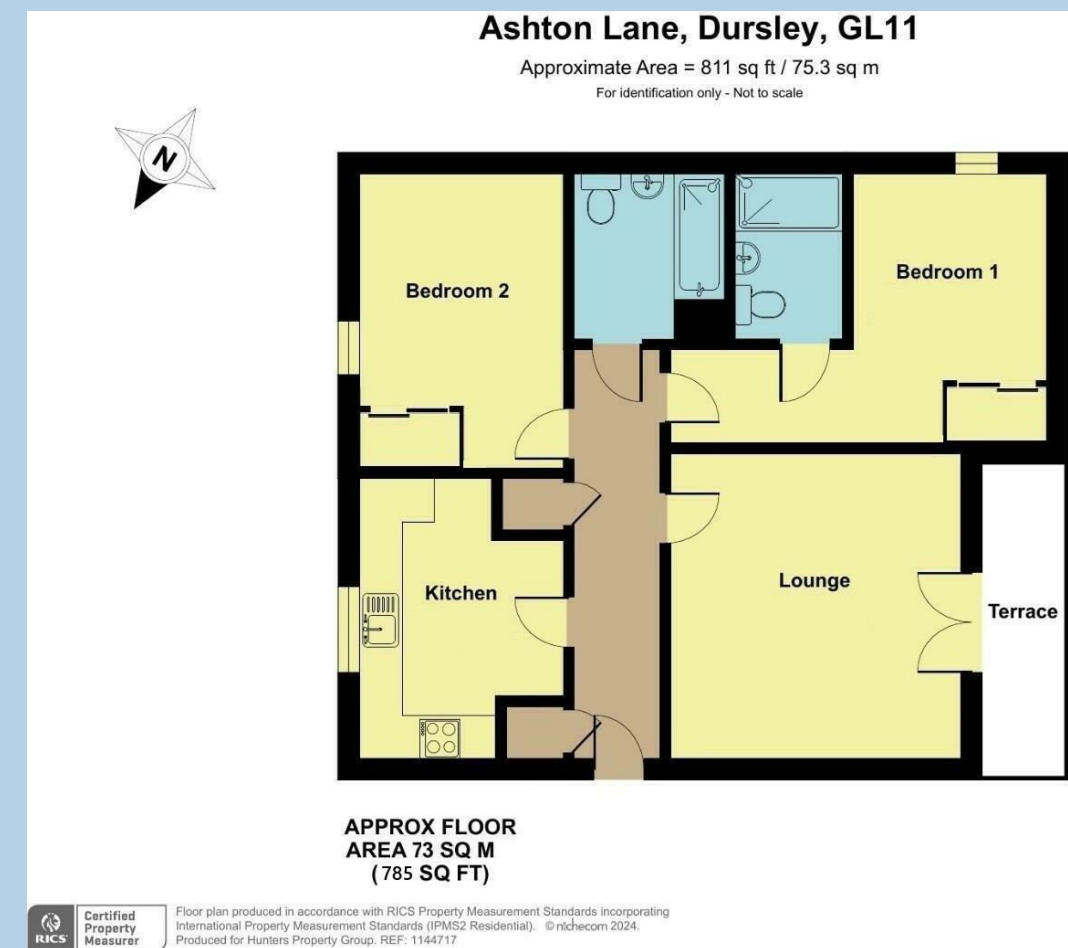 Ashton Lane, Dursley, GL11
Approximate Area = 811 sq ft / 75.3 sq m
For identification only - Not to scale
N
Bedroom 2
Bedroom 1
Kitchen
Lounge
Terrace
APPROX FLOOR
AREA 73 SQ M
(785 SQ FT)
RICS
Certified
Property
Measurer
Floor plan produced in accordance with RICS Property Measurement Standards incorporating
International Property Measurement Standards (IPMS2 Residential). © nichecom 2024.
Produced for Hunters Property Group. REF: 1144717